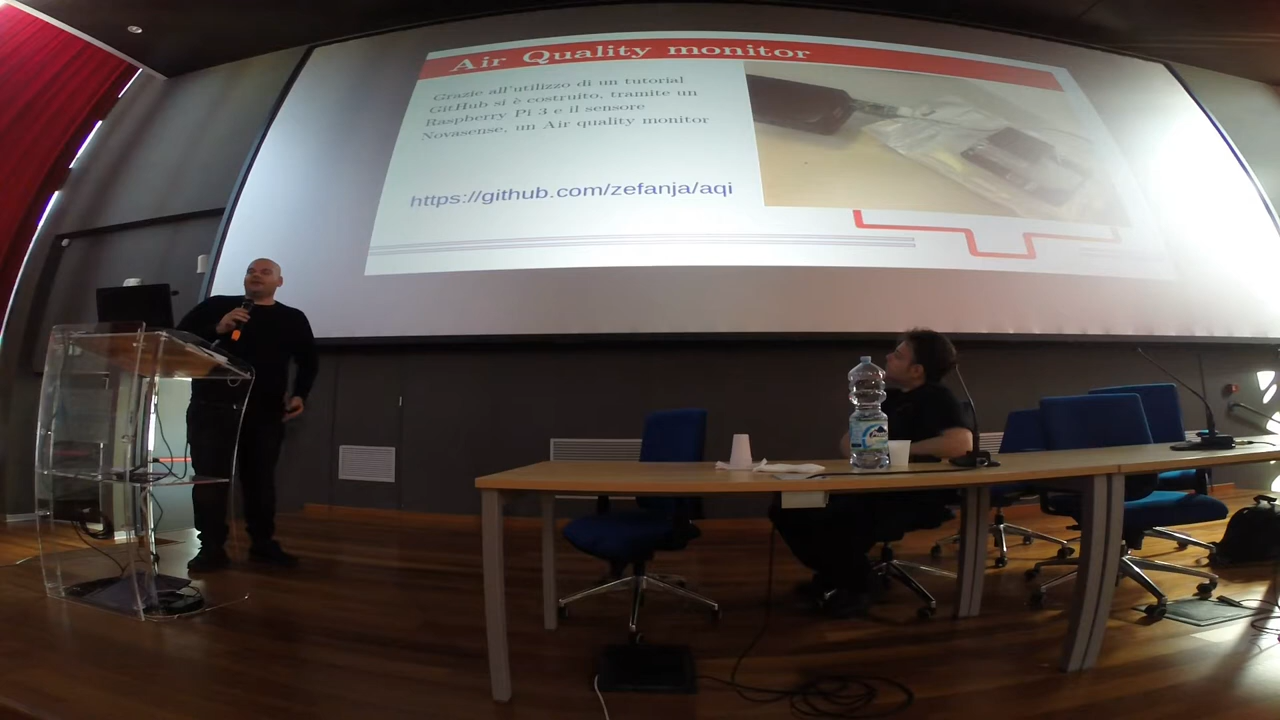 Air Quality monitor
Grazie all'utilizzo di un tutorial
GitHub si è costruito, tramite un
Raspberry Pi 3 e il sensore
Novasense, un Air quality monitor
https://github.com/zefanja/aqi